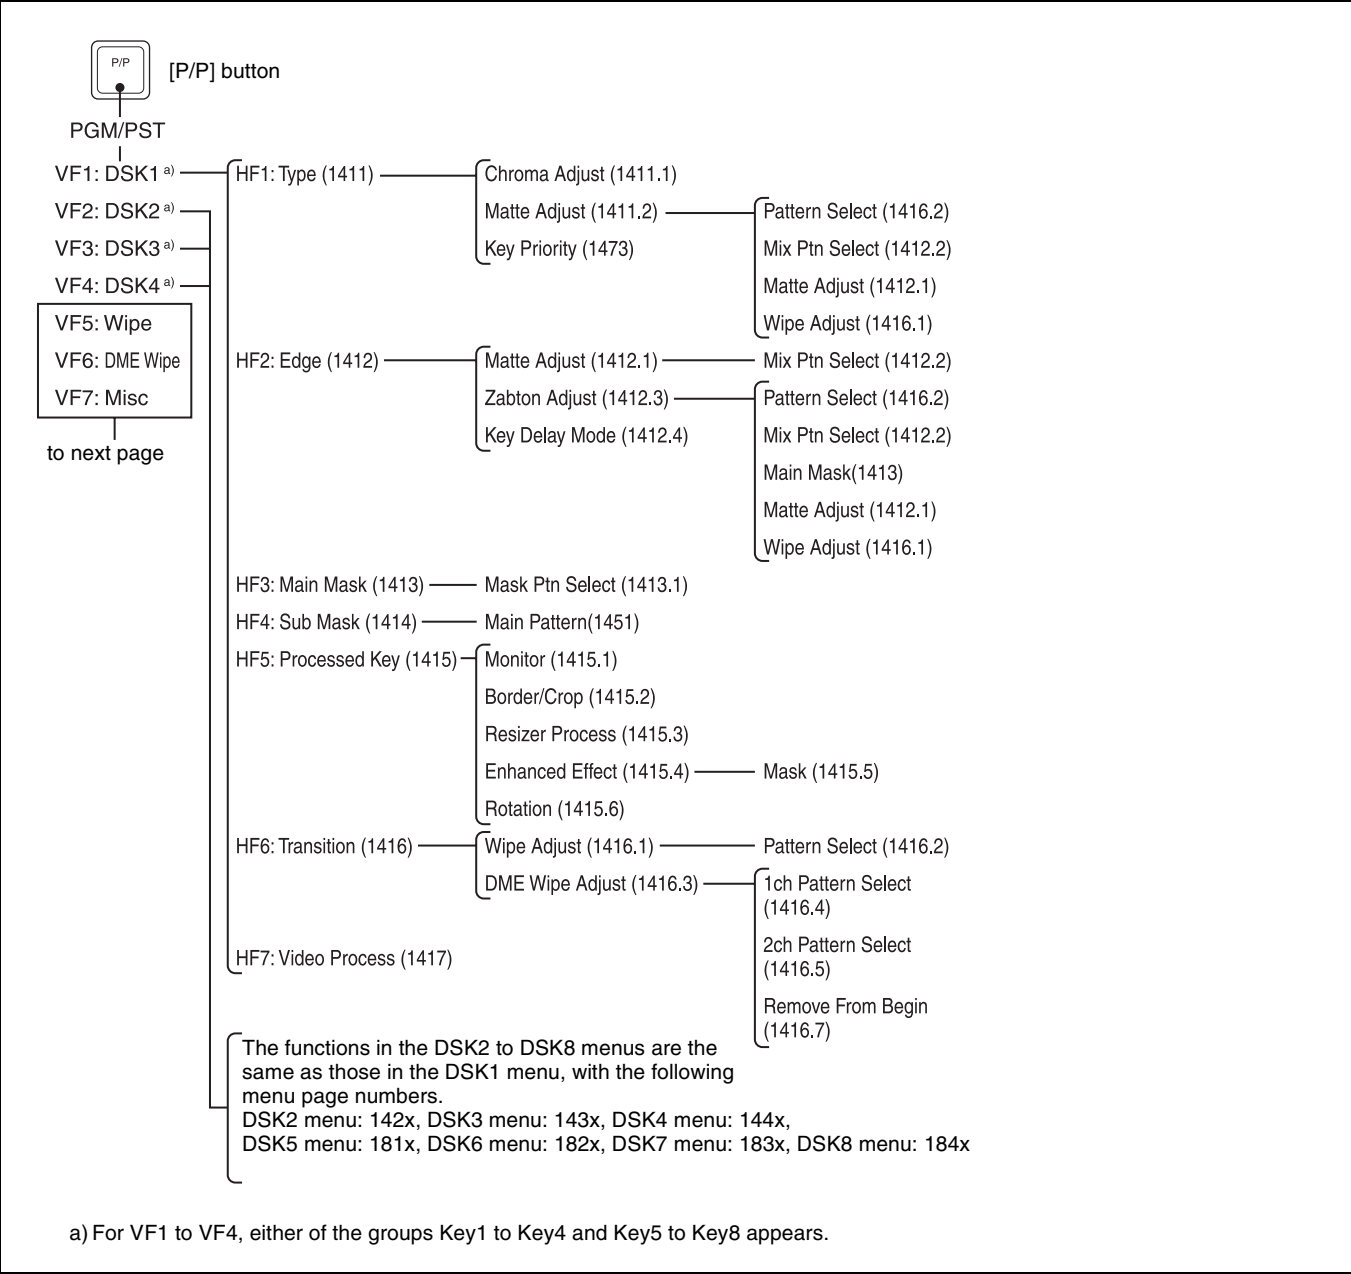 P/P
[P/P] button
PGM/PST
VF1: DSK1 a)
HF1: Type (1411)
Chroma Adjust (1411.1)
VF2: DSK2 a)
Matte Adjust (1411.2)
Pattern Select (1416.2)
VF3: DSK3 a)
Key Priority (1473)
Mix Ptn Select (1412.2)
VF4: DSK4 a)
Matte Adjust (1412.1)
VF5: Wipe
Wipe Adjust (1416.1)
VF6: DME Wipe
HF2: Edge (1412)
Matte Adjust (1412.1)
Mix Ptn Select (1412.2)
VF7: Misc
Zabton Adjust (1412.3)
Pattern Select (1416.2)
to next page
Key Delay Mode (1412.4)
Mix Ptn Select (1412.2)
Main Mask(1413)
Matte Adjust (1412.1)
Wipe Adjust (1416.1)
HF3: Main Mask (1413)
Mask Ptn Select (1413.1)
HF4: Sub Mask (1414)
Main Pattern(1451)
HF5: Processed Key (1415)
Monitor (1415.1)
Border/Crop (1415.2)
Resizer Process (1415.3)
Enhanced Effect (1415.4)
Mask (1415.5)
Rotation (1415.6)
HF6: Transition (1416)
Wipe Adjust (1416.1)
Pattern Select (1416.2)
DME Wipe Adjust (1416.3)
1ch Pattern Select
(1416.4)
2ch Pattern Select
(1416.5)
HF7: Video Process (1417)
Remove From Begin
(1416.7)
The functions in the DSK2 to DSK8 menus are the
same as those in the DSK1 menu, with the following
menu page numbers.
DSK2 menu: 142x, DSK3 menu: 143x, DSK4 menu: 144x,
DSK5 menu: 181x, DSK6 menu: 182x, DSK7 menu: 183x, DSK8 menu: 184x
a) For VF1 to VF4, either of the groups Key1 to Key4 and Key5 to Key8 appears.